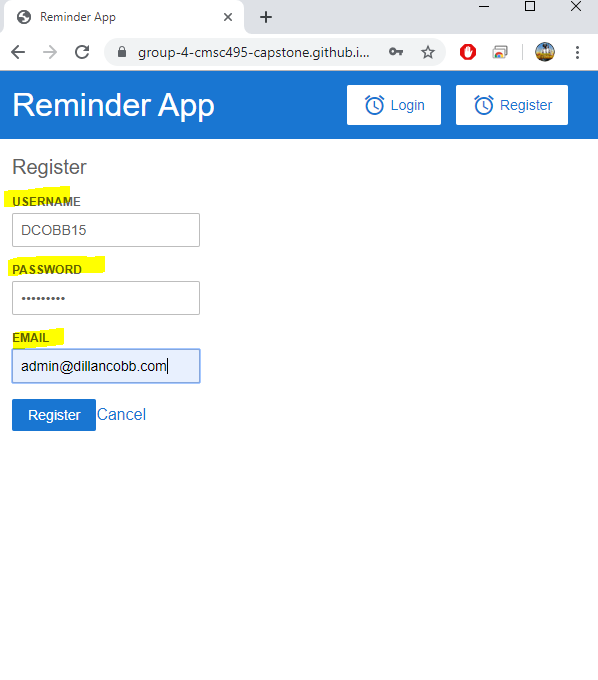 Reminder App
group-4-cmsc495-capstone.github.i...
Reminder App
Login
Register
Register
USERNAME
DCOBB15
PASSWORD
•••••••••
EMAIL
admin@dillancobb.com
Register Cancel